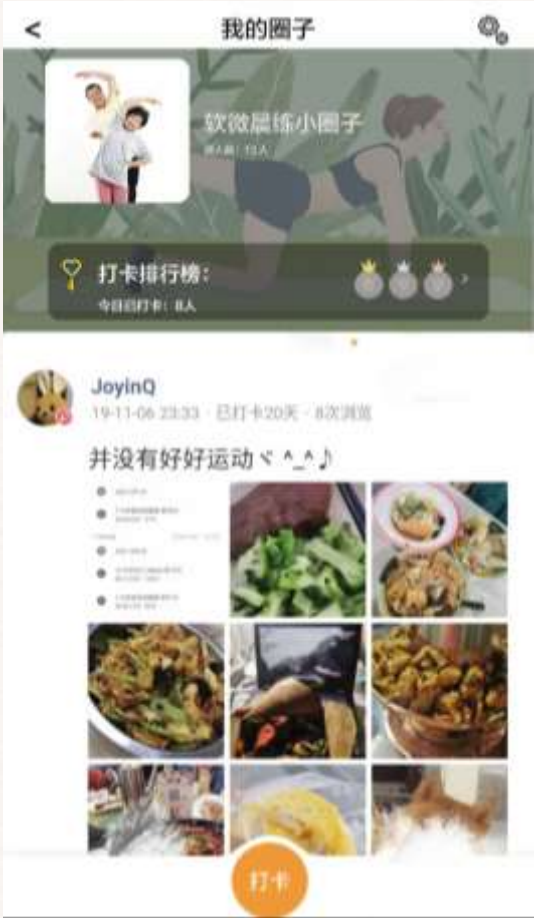 我的圈子
软微晨练小圈子
打卡排行榜：
今日已打卡：8人
JoyinQ
19-11-06 23:33 · 已打卡20天 · 8次浏览
并没有好好运动ヾ ^_^♪
打卡